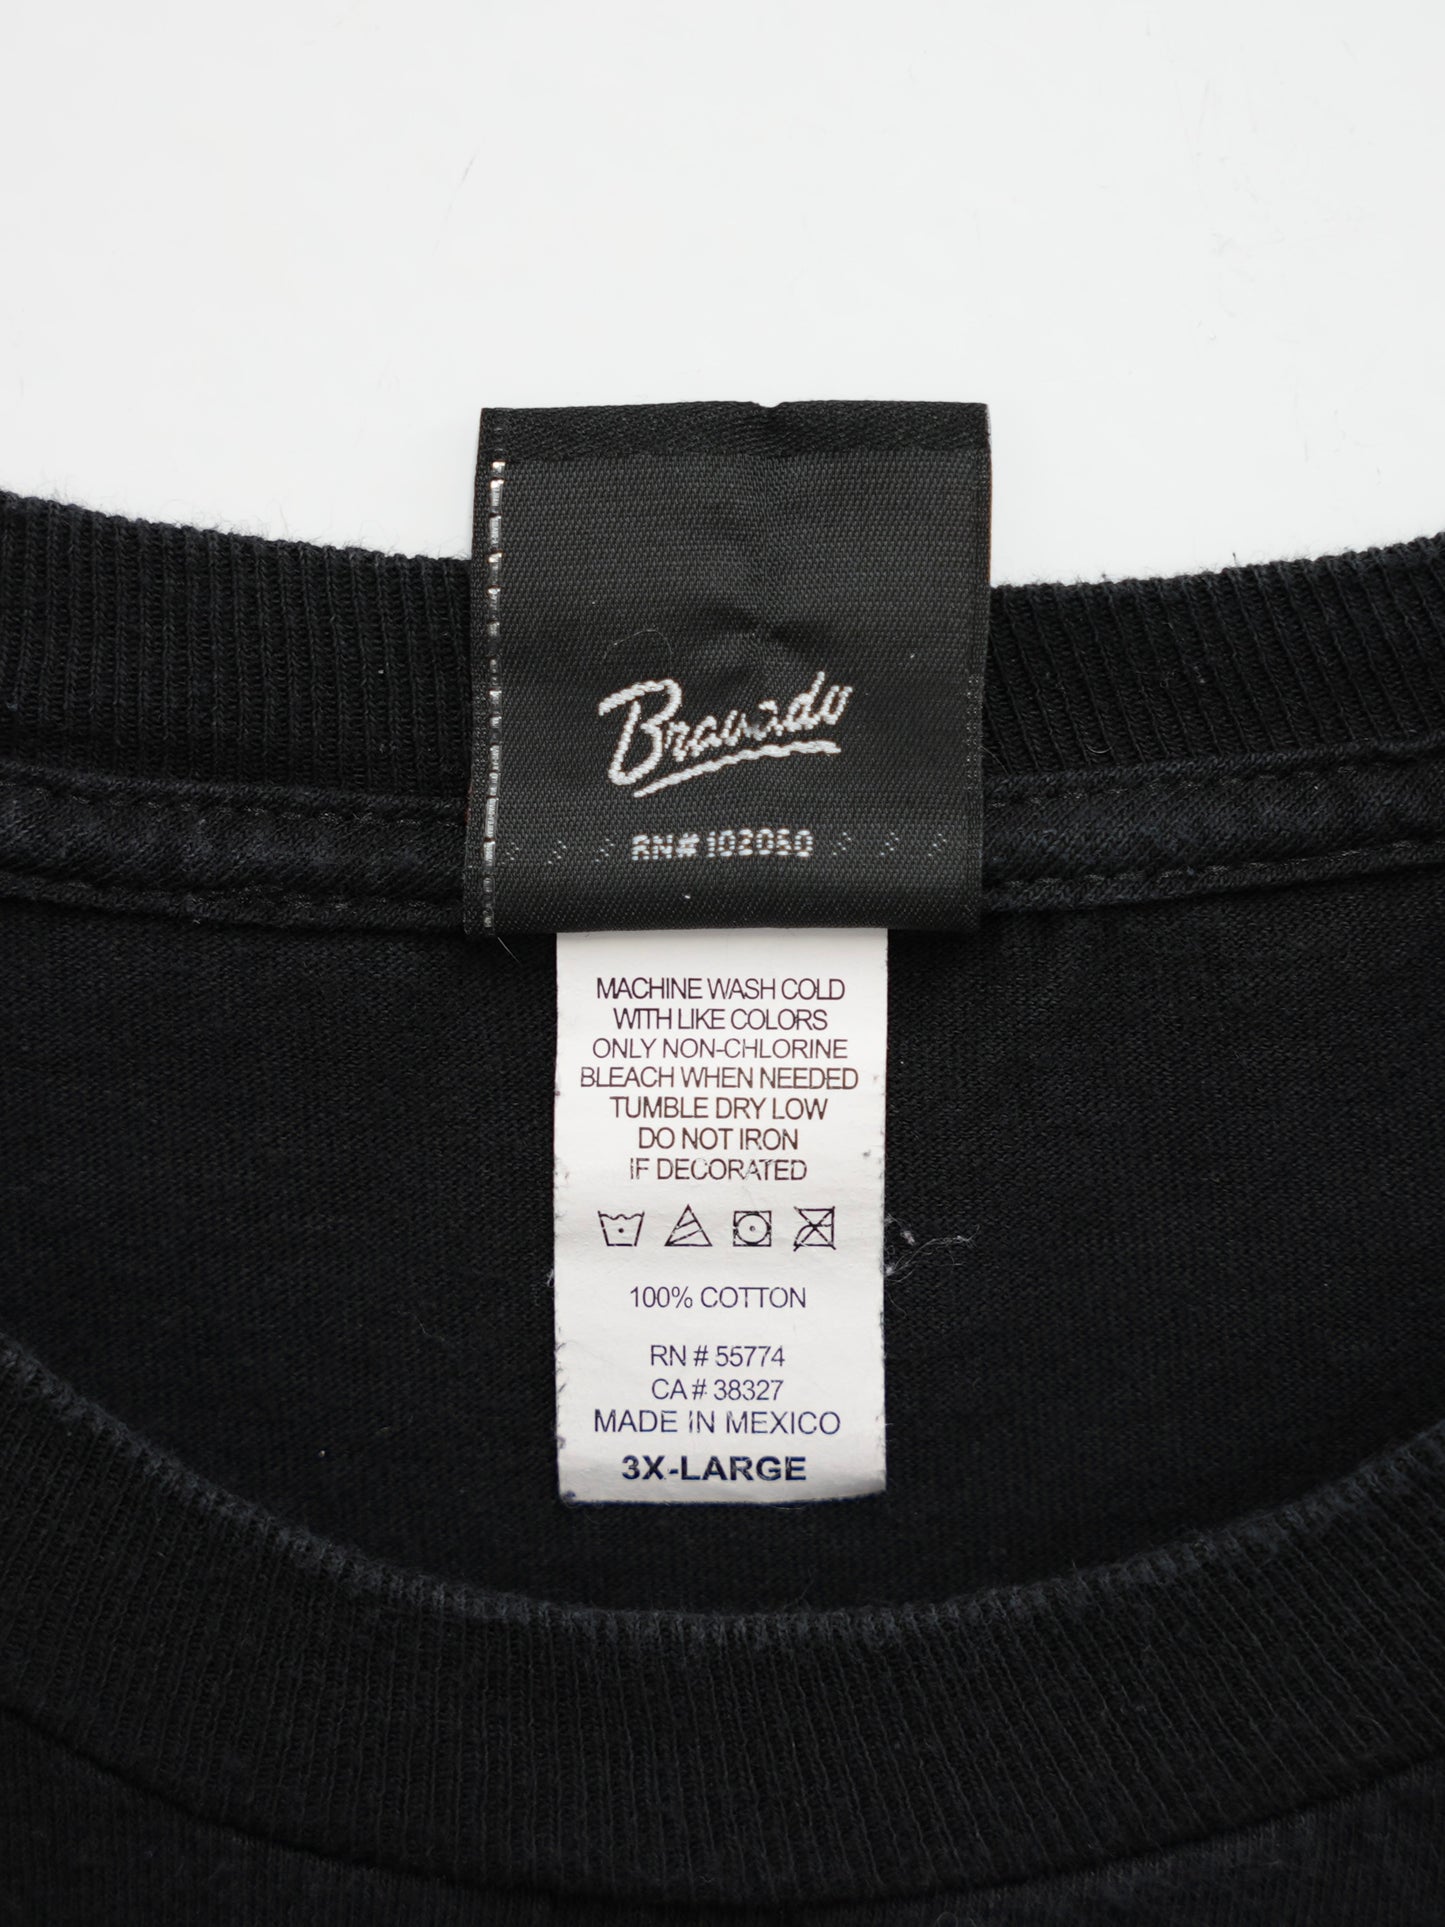 Bravado
RN# 102050
MACHINE WASH COLD
WITH LIKE COLORS
ONLY NON-CHLORINE
BLEACH WHEN NEEDED
TUMBLE DRY LOW
DO NOT IRON
IF DECORATED
100% COTTON
RN # 55774
CA # 38327
MADE IN MEXICO
3X-LARGE